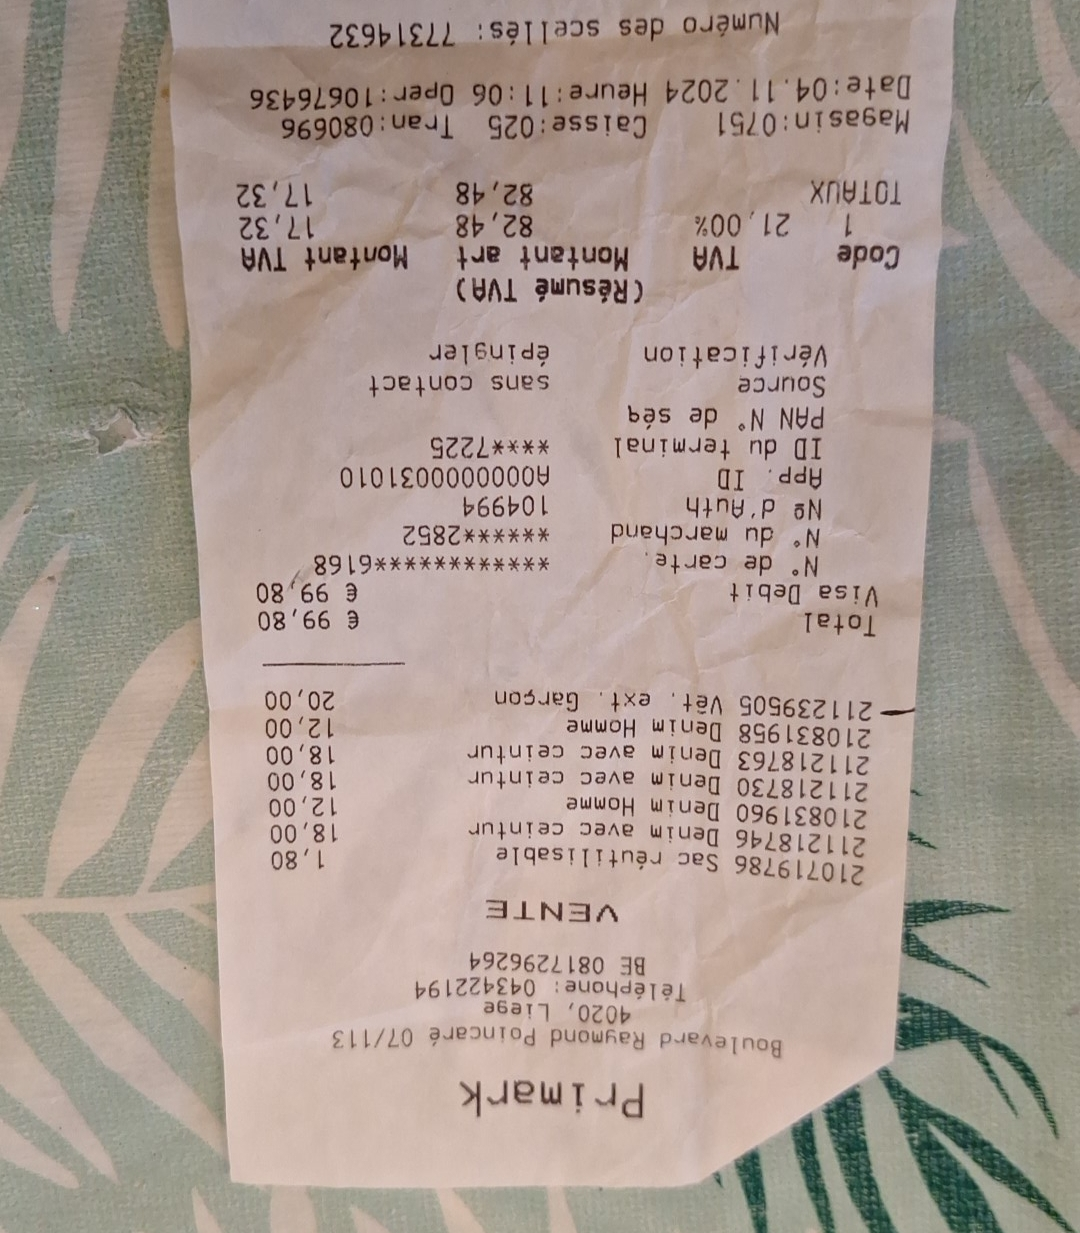 Primark
Boulevard Raymond Poincaré 07/113
4020, Liege
Téléphone: 043422194
BE 0817296264
VENTE
210719786 Sac réutilisable 1,80
211218746 Denim avec ceintur 18,00
210831960 Denim Homme 12,00
211218730 Denim avec ceintur 18,00
211218763 Denim avec ceintur 18,00
210831958 Denim Homme 12,00
211239505 Vêt. ext. Garçon 20,00
Total € 99,80
Visa Debit € 99,80
N° de carte. ************6168
N° du marchand ******2852
Nº d'Auth 104994
App. ID A0000000031010
ID du terminal ****7225
PAN N° de séq
Source sans contact
Vérification épingler
(Résumé TVA)
Code TVA Montant art Montant TVA
1 21,00% 82,48 17,32
TOTAUX 82,48 17,32
Magasin:0751 Caisse:025 Tran:080696
Date:04.11.2024 Heure:11:06 Oper:10676436
Numéro des scellés: 77314632